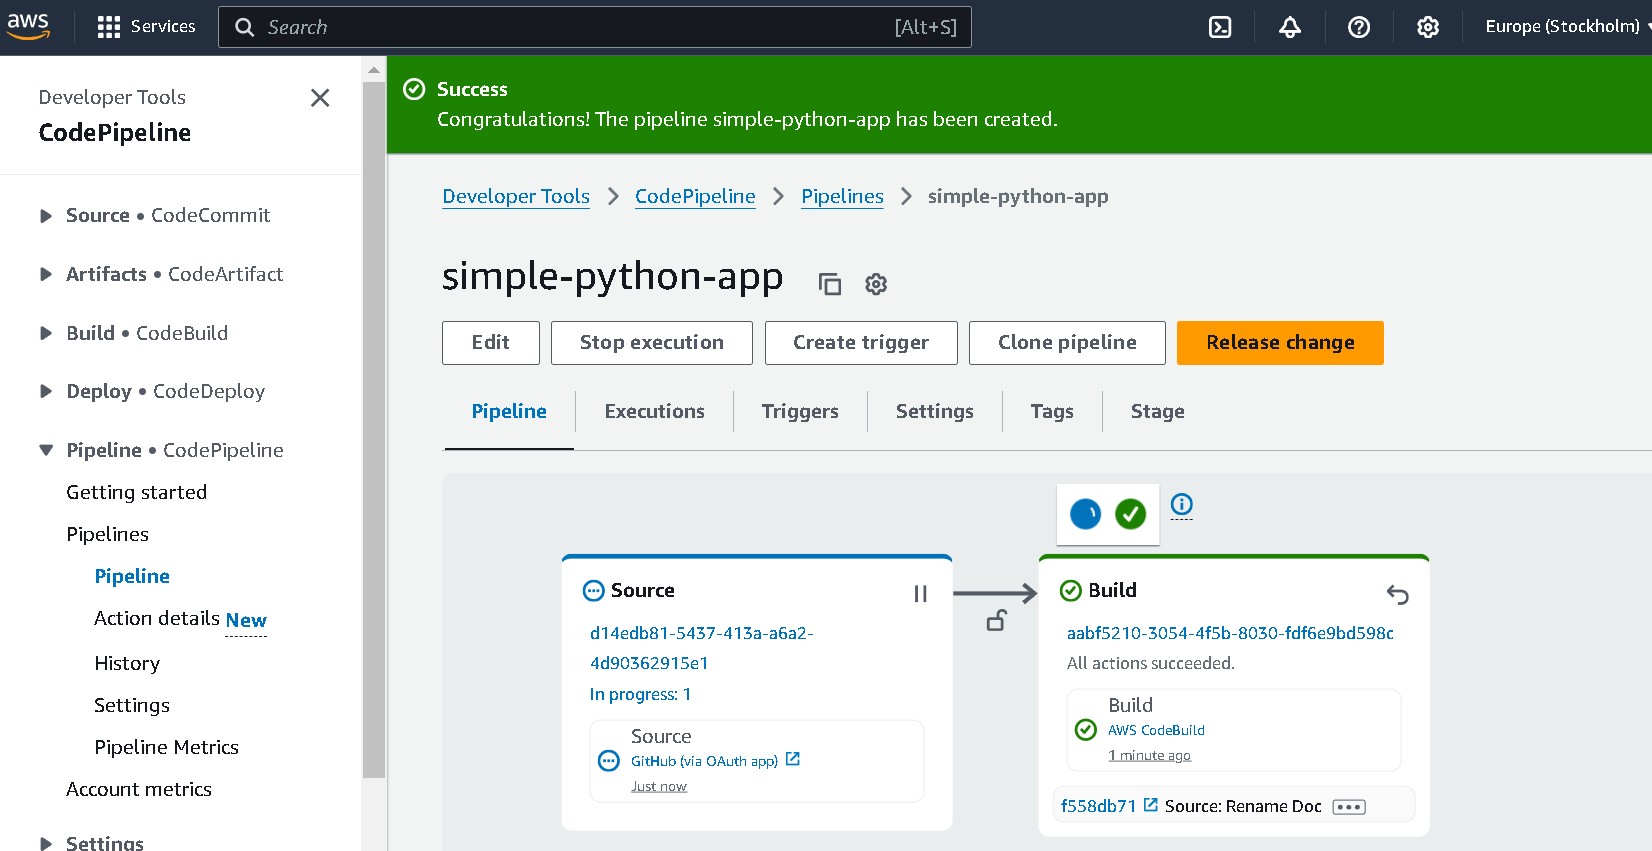 aws
Services
Search
[Alt+S]
Europe (Stockholm)
Developer Tools
CodePipeline
Source • CodeCommit
Artifacts • CodeArtifact
Build • CodeBuild
Deploy • CodeDeploy
Pipeline • CodePipeline
Getting started
Pipelines
Pipeline
Action details New
History
Settings
Pipeline Metrics
Account metrics
Settings
Success
Congratulations! The pipeline simple-python-app has been created.
Developer Tools > CodePipeline > Pipelines > simple-python-app
simple-python-app
Edit
Stop execution
Create trigger
Clone pipeline
Release change
Pipeline
Executions
Triggers
Settings
Tags
Stage
Source
d14edb81-5437-413a-a6a2-
4d90362915e1
In progress: 1
Source
GitHub (via OAuth app)
Just now
Build
aabf5210-3054-4f5b-8030-fdf6e9bd598c
All actions succeeded.
Build
AWS CodeBuild
1 minute ago
f558db71 Source: Rename Doc